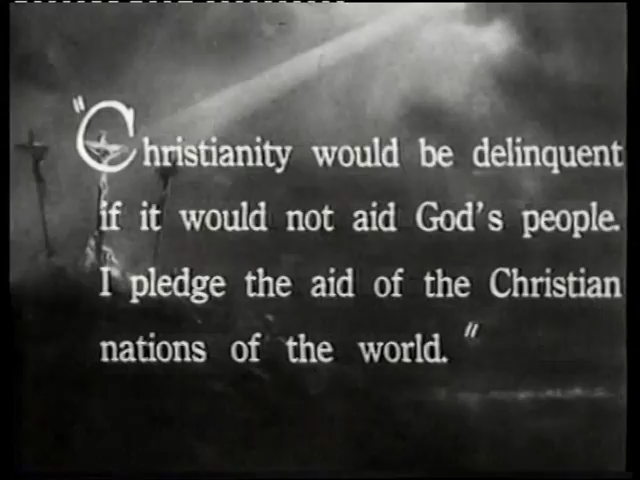 "Christianity would be delinquent
if it would not aid God's people.
I pledge the aid of the Christian
nations of the world."